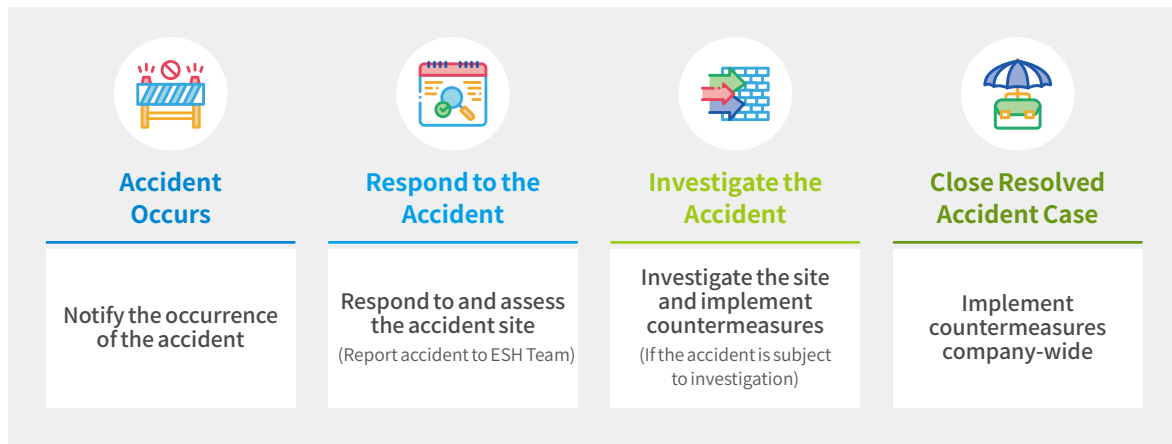 Accident
Occurs
Notify the occurrence
of the accident
Respond to the
Accident
Respond to and assess
the accident site
(Report accident to ESH Team)
Investigate the
Accident
Investigate the site
and implement
countermeasures
(If the accident is subject
to investigation)
Close Resolved
Accident Case
Implement
countermeasures
company-wide